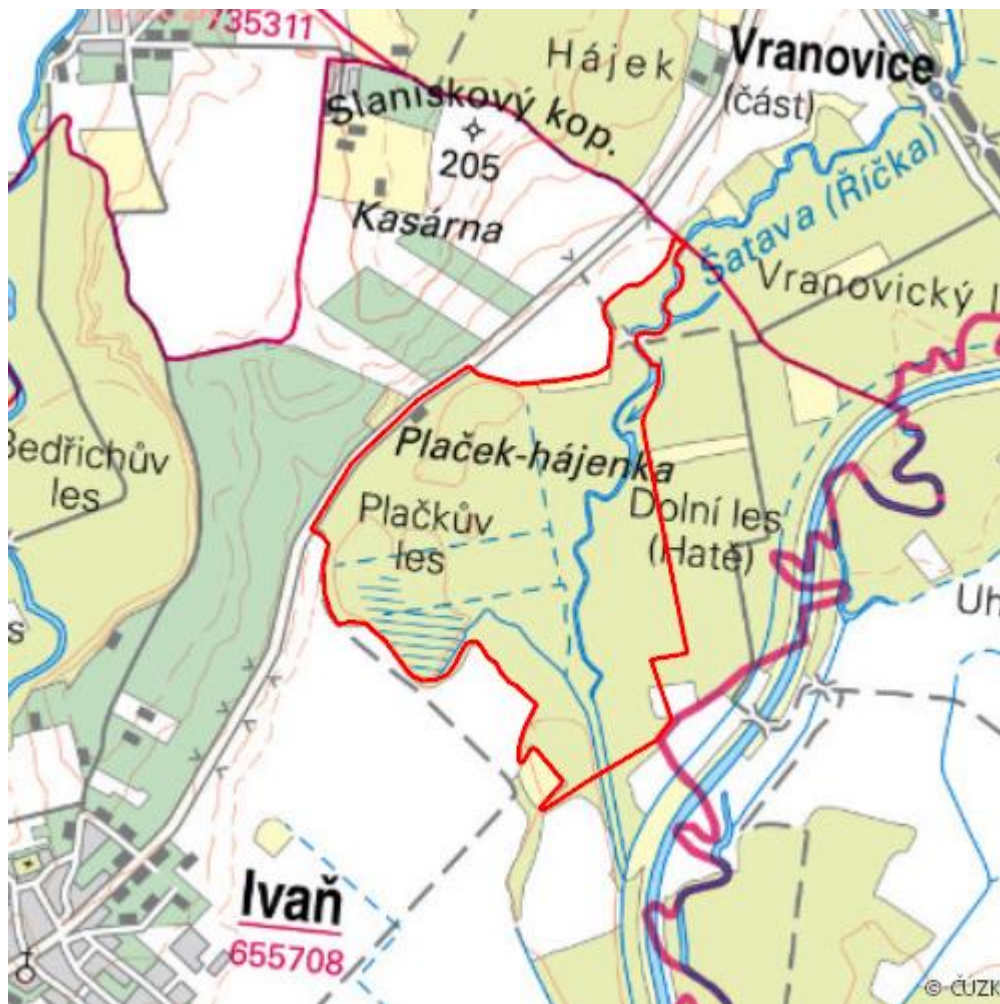 735311
Hájek
Vranovice
(část)
Slaniskový kop.
205
Kasárna
Šatava (Říčka)
Vranovický l
Bedřichův
les
Plaček-hájenka
Plačkův
les
Dolní les
(Hatě)
Uh
s
Ivaň
655708
© ČÚZK